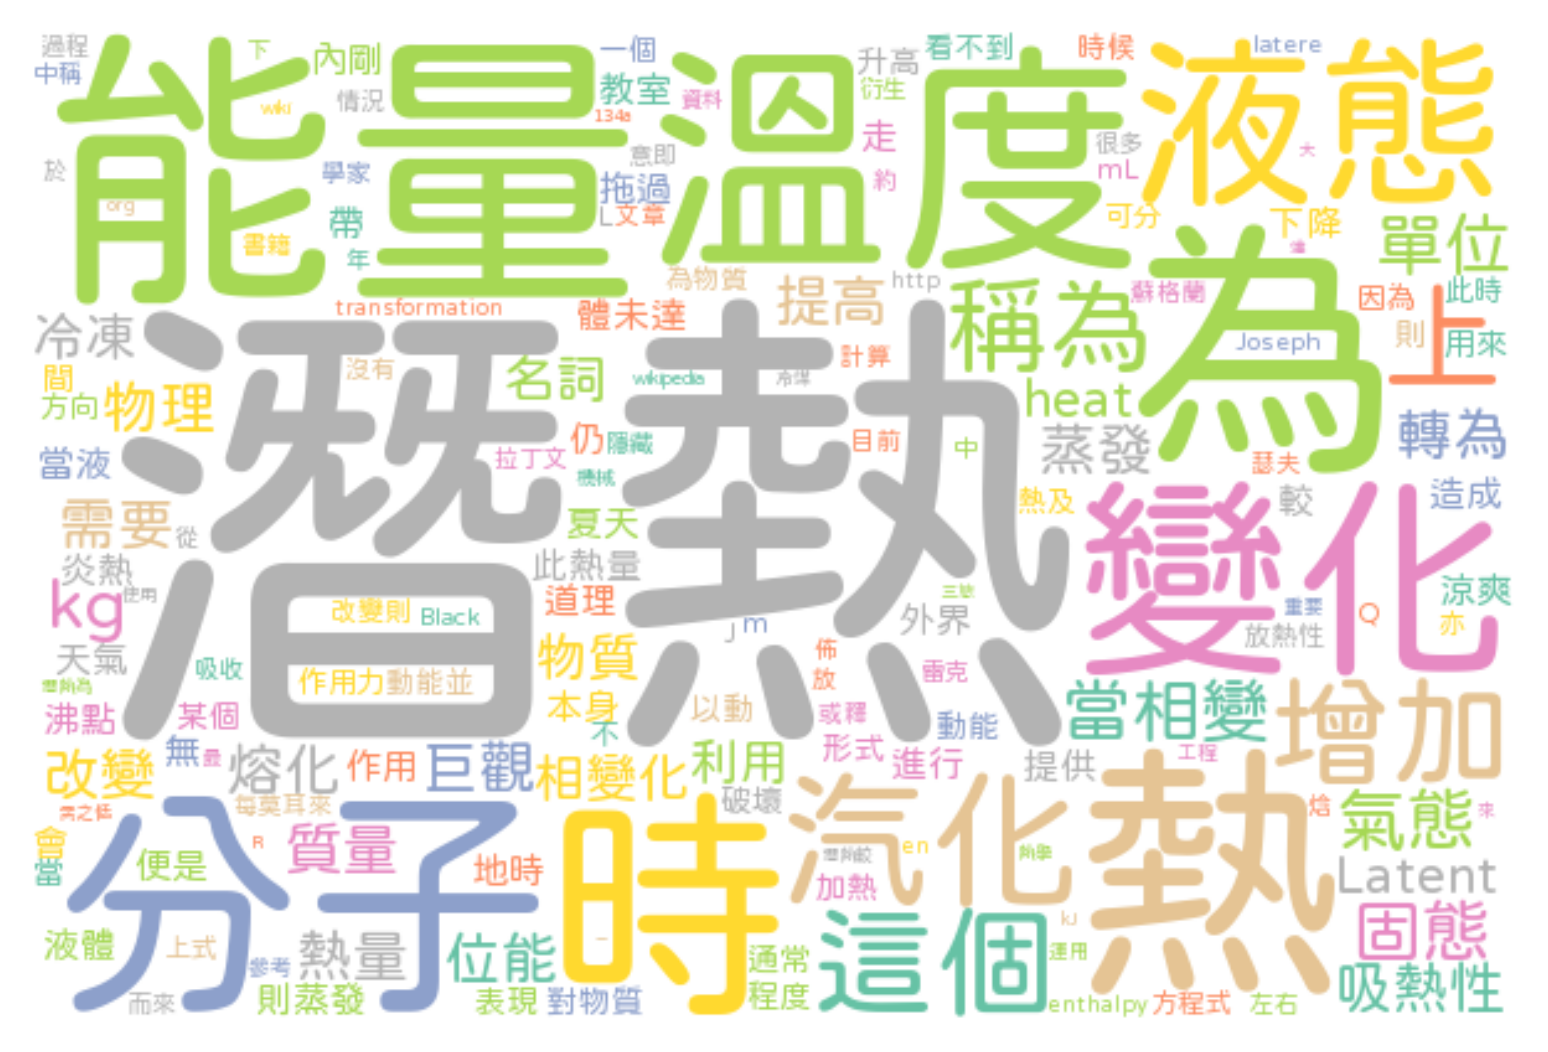 過程
中稱
下
內剛
一個
升高
看不到
時候
latere
能量
溫度
液態
wiki
情況
教室
資料
衍生
134a
意即
走
很多
mL
大
於
學家
拖過
約
org
帶
L
文章
可分
下降
書籍
年
單位
為
為物質
提高
http
稱為
蘇格蘭
因為
此時
上
transformation
體未達
冷凍
沒有
名詞
wikipedia
計算
Joseph
則
用來
潛熱
間
方向
物理
heat
仍
隱藏
目前
中
蒸發
轉為
當液
拉丁文
機械
瑟夫
需要
從
夏天
熱及
較
造成
變化
炎熱
此熱量
kg
使用
改變則
Black
道理
三態
外界
重要
Q
涼爽
亦
J
m
放熱性
天氣
吸收
作用力
動能並
物質
佈
放
雷克
沸點
某個
本身
以動
或釋
動能
當相變
增加
不
無
改變
熔化
作用
巨觀
相變化
利用
形式
進行
提供
工程
每莫耳來
破壞
汽化熱
焓
氣態
來
會
當
便是
R
質量
地時
分子
時
en
熱學
加熱
Latent
固態
液體
上式
參考
熱量
位能
通常
這個
kJ
運用
吸熱性
而來
則蒸發
表現
對物質
程度
enthalpy
方程式
左右